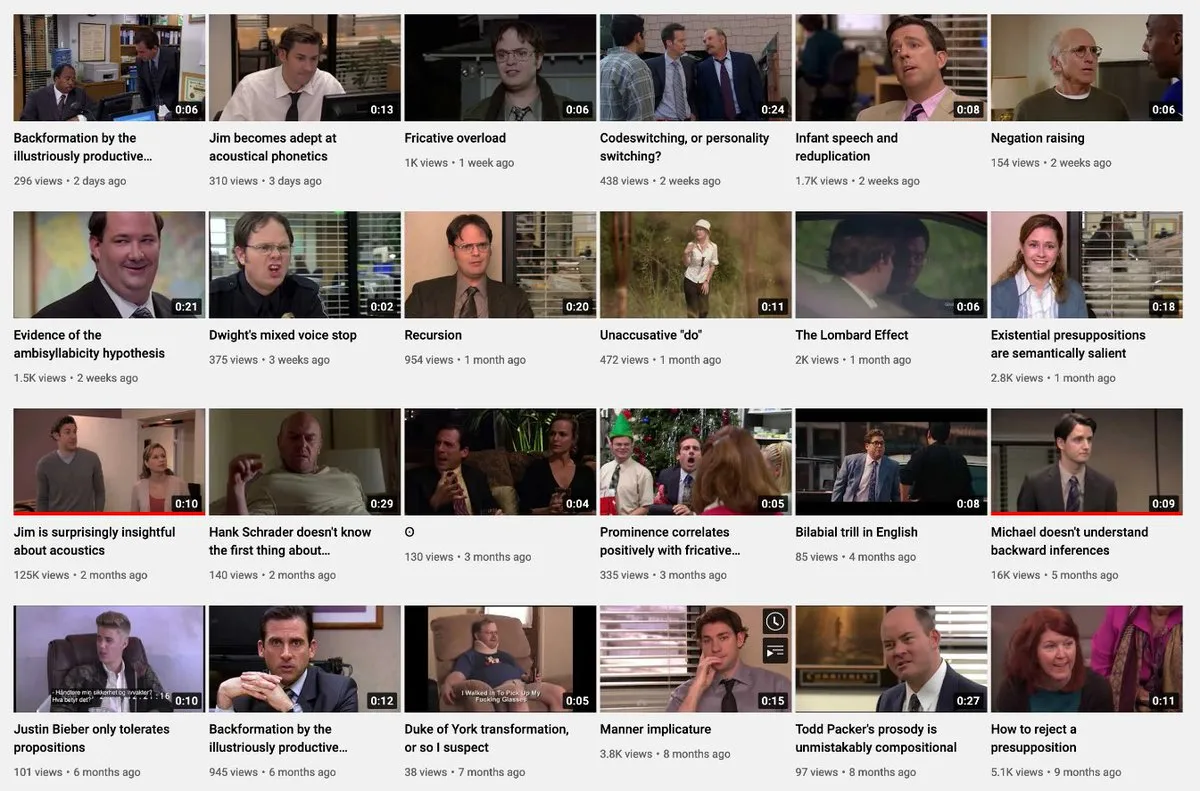 0:06
Backformation by the
illustriously productive…
296 views • 2 days ago
0:13
Jim becomes adept at
acoustical phonetics
310 views • 3 days ago
0:06
Fricative overload
1K views • 1 week ago
0:24
Codeswitching, or personality
switching?
438 views • 2 weeks ago
0:08
Infant speech and
reduplication
1.7K views • 2 weeks ago
0:06
Negation raising
154 views • 2 weeks ago
0:21
Evidence of the
ambisyllabicity hypothesis
1.5K views • 2 weeks ago
0:02
Dwight's mixed voice stop
375 views • 3 weeks ago
0:20
Recursion
954 views • 1 month ago
0:11
Unaccusative "do"
472 views • 1 month ago
0:06
The Lombard Effect
2K views • 1 month ago
0:18
Existential presuppositions
are semantically salient
2.8K views • 1 month ago
0:10
Jim is surprisingly insightful
about acoustics
125K views • 2 months ago
0:29
Hank Schrader doesn't know
the first thing about…
140 views • 2 months ago
0:04
ʘ
130 views • 3 months ago
0:05
Prominence correlates
positively with fricative…
335 views • 3 months ago
0:08
Bilabial trill in English
85 views • 4 months ago
0:09
Michael doesn't understand
backward inferences
16K views • 5 months ago
- Håndtere min sikkerhet og livvakter?
Hva betyr det?
0:10
Justin Bieber only tolerates
propositions
101 views • 6 months ago
0:12
Backformation by the
illustriously productive…
945 views • 6 months ago
I Walked In To Pick Up My
Fucking Glasses
0:05
Duke of York transformation,
or so I suspect
38 views • 7 months ago
0:15
Manner implicature
3.8K views • 8 months ago
COMMITMENT
0:27
Todd Packer's prosody is
unmistakably compositional
97 views • 8 months ago
0:11
How to reject a
presupposition
5.1K views • 9 months ago